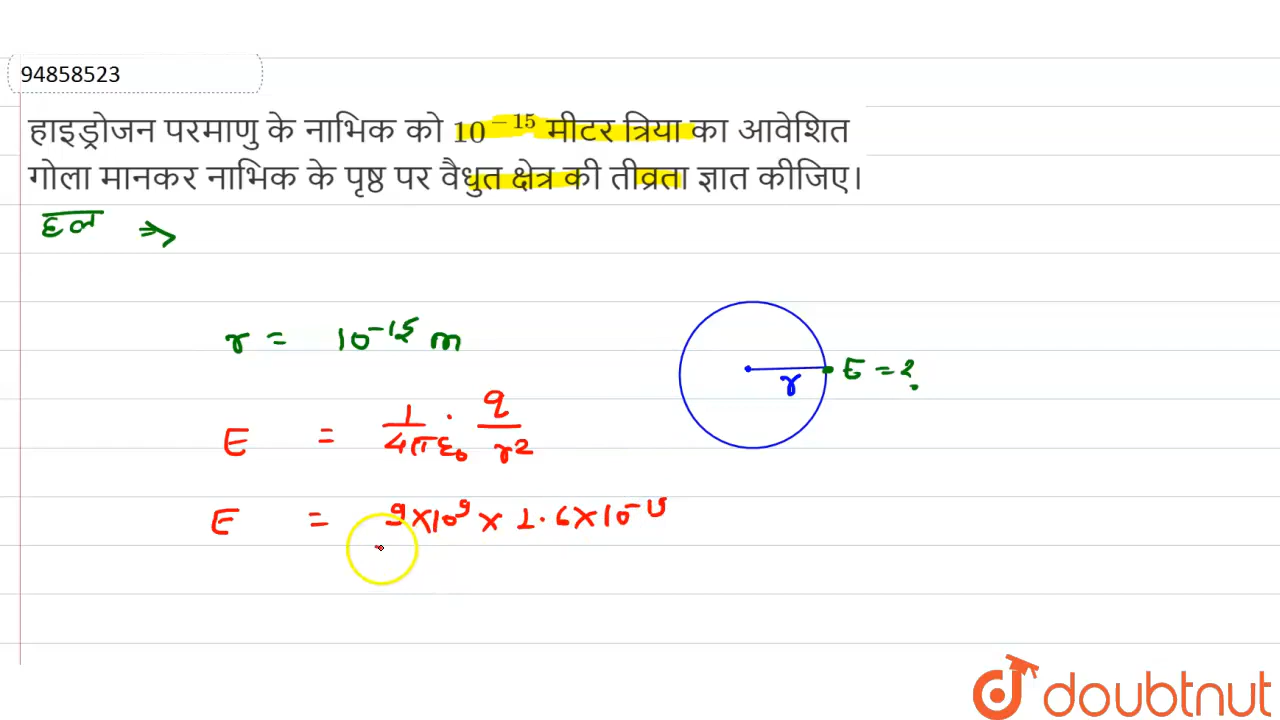 94858523
हाइड्रोजन परमाणु के नाभिक को 10^{-15} मीटर त्रिया का आवेशित
गोला मानकर नाभिक के पृष्ठ पर वैधुत क्षेत्र की तीव्रता ज्ञात कीजिए।
हल ⇒
r = 10^{-15} m
r E = ?
E = 1/4πε₀ · q/r²
E = 9×10⁹ × 1.6×10^{-19}
doubtnut